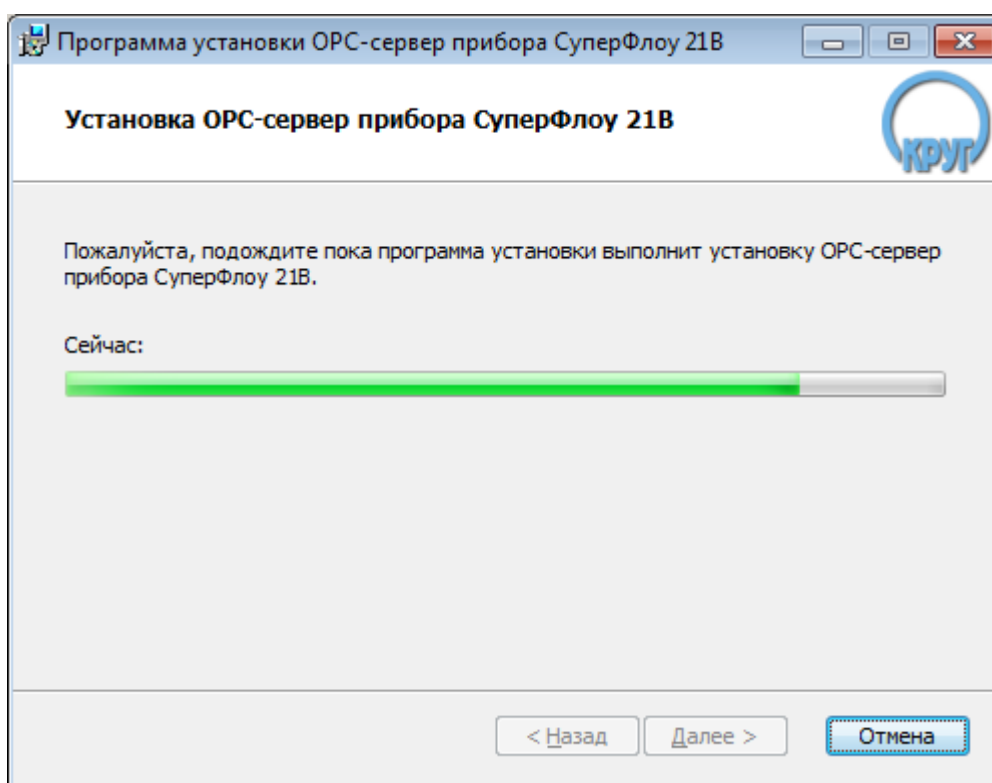 Программа установки OPC-сервер прибора СуперФлоу 21В
Установка OPC-сервер прибора СуперФлоу 21В
КРУГ
Пожалуйста, подождите пока программа установки выполнит установку OPC-сервер
прибора СуперФлоу 21В.
Сейчас:
< Назад
Далее >
Отмена